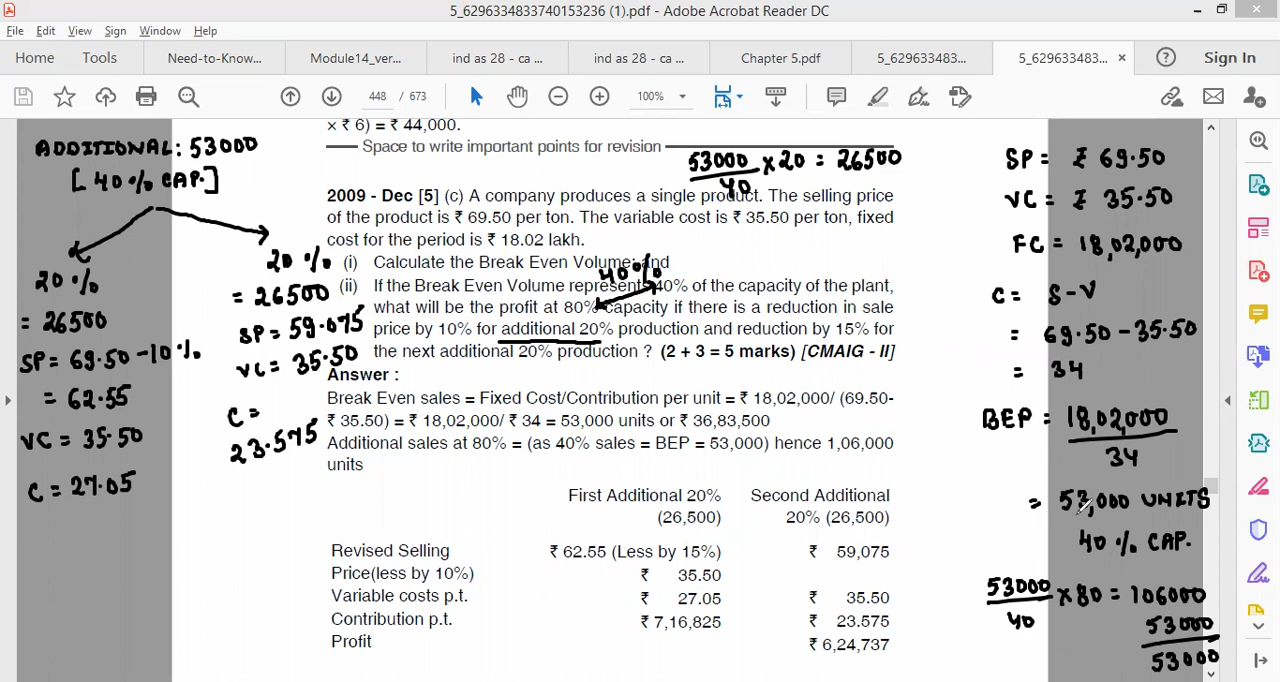 5_6296334833740153236 (1).pdf - Adobe Acrobat Reader DC
File Edit View Sign Window Help
Home Tools Need-to-Know... Module14_ver... ind as 28 - ca ... ind as 28 - ca ... Chapter 5.pdf 5_629633483... 5_629633483... × Sign In
448 / 673 100%
× ₹ 6) = ₹ 44,000.
Space to write important points for revision
53000/40 × 20 = 26500
2009 - Dec [5] (c) A company produces a single product. The selling price
of the product is ₹ 69.50 per ton. The variable cost is ₹ 35.50 per ton, fixed
cost for the period is ₹ 18.02 lakh.
(i) Calculate the Break Even Volume; and
40%
(ii) If the Break Even Volume represents 40% of the capacity of the plant,
what will be the profit at 80% capacity if there is a reduction in sale
price by 10% for additional 20% production and reduction by 15% for
the next additional 20% production ? (2 + 3 = 5 marks) [CMAIG - II]
Answer :
Break Even sales = Fixed Cost/Contribution per unit = ₹ 18,02,000/ (69.50-
₹ 35.50) = ₹ 18,02,000/ ₹ 34 = 53,000 units or ₹ 36,83,500
Additional sales at 80% = (as 40% sales = BEP = 53,000) hence 1,06,000
units
First Additional 20% Second Additional
(26,500) 20% (26,500)
Revised Selling ₹ 62.55 (Less by 15%) ₹ 59,075
Price(less by 10%) ₹ 35.50
Variable costs p.t. ₹ 27.05 ₹ 35.50
Contribution p.t. ₹ 7,16,825 ₹ 23.575
Profit ₹ 6,24,737
ADDITIONAL: 53000
[40% CAP.]
20%
= 26500
SP = 69.50 - 10%
= 62.55
VC = 35.50
C = 27.05
20%
= 26500
SP = 59.075
VC = 35.50
C =
23.575
SP = ₹ 69.50
VC = ₹ 35.50
FC = 18,02,000
C = S-V
= 69.50 - 35.50
= 34
BEP = 18,02,000
34
= 53,000 UNITS
40% CAP.
53000/40 × 80 = 106000
53000
53000